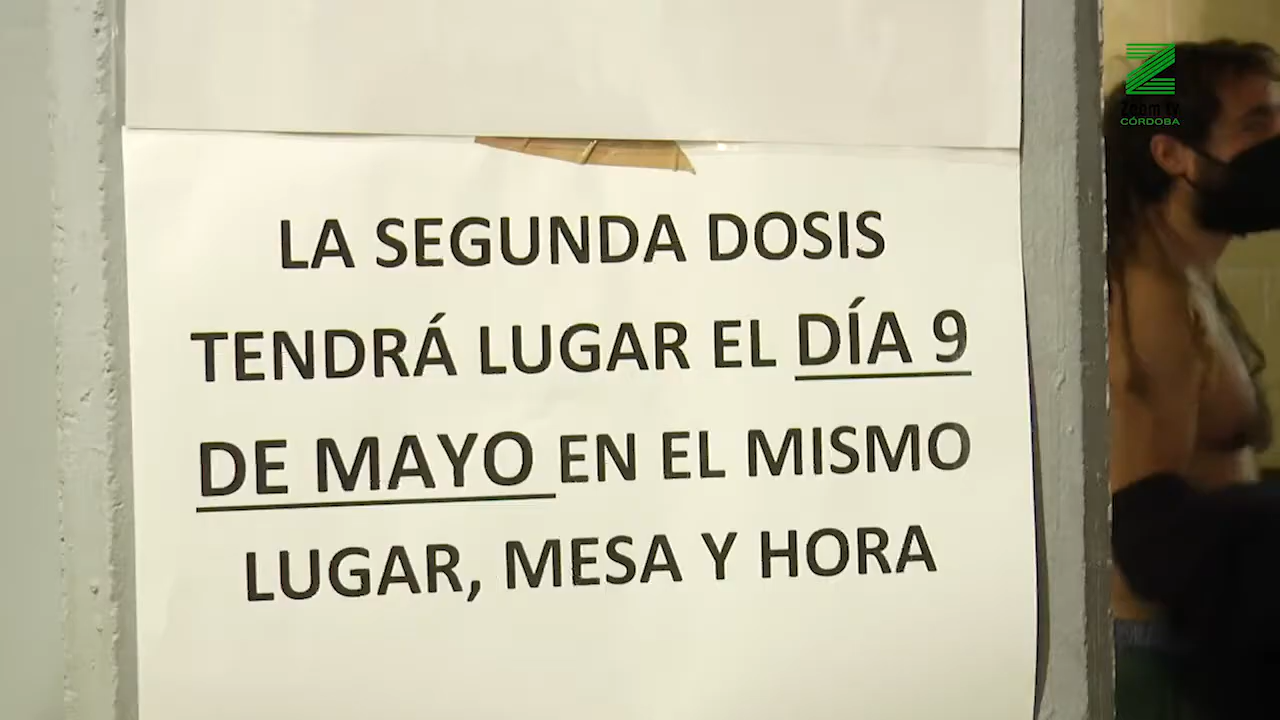 Zoom tv
CÓRDOBA
LA SEGUNDA DOSIS
TENDRÁ LUGAR EL DÍA 9
DE MAYO EN EL MISMO
LUGAR, MESA Y HORA